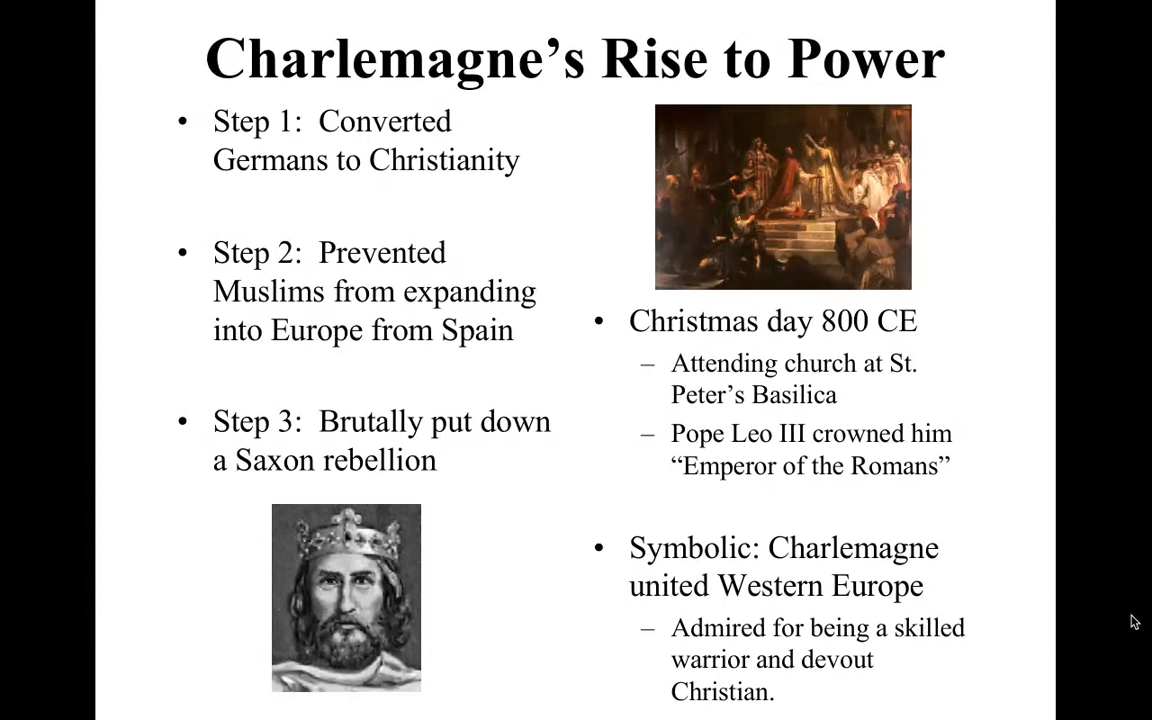 Charlemagne’s Rise to Power
• Step 1: Converted
Germans to Christianity
• Step 2: Prevented
Muslims from expanding
into Europe from Spain
• Step 3: Brutally put down
a Saxon rebellion
• Christmas day 800 CE
– Attending church at St.
Peter’s Basilica
– Pope Leo III crowned him
“Emperor of the Romans”
• Symbolic: Charlemagne
united Western Europe
– Admired for being a skilled
warrior and devout
Christian.